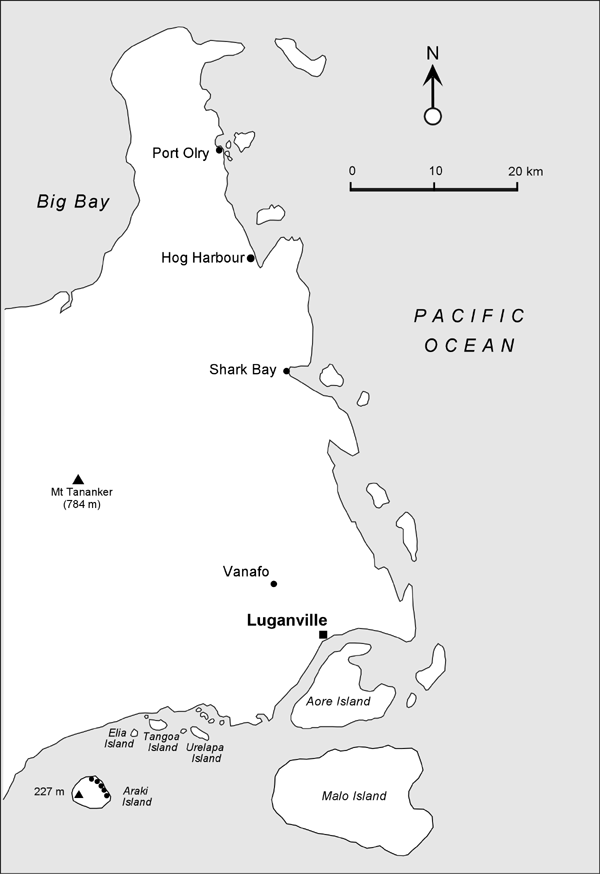 N
Port Olry
0 10 20 km
Big Bay
Hog Harbour
PACIFIC
OCEAN
Shark Bay
Mt Tananker
(784 m)
Vanafo
Luganville
Aore Island
Elia
Island
Tangoa
Island
Urelapa
Island
227 m
Araki
Island
Malo Island